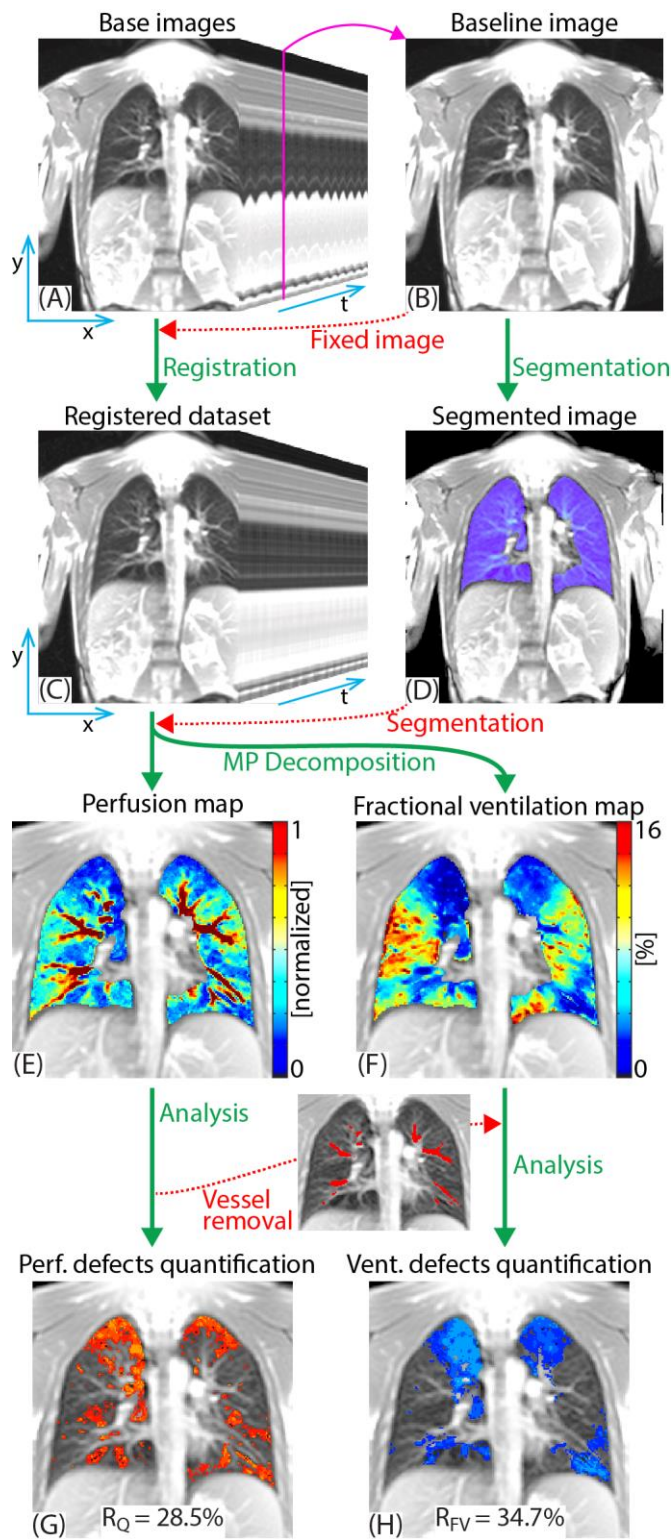 Base images
Baseline image
y
(A)
x
t
(B)
Fixed image
Registration
Segmentation
Registered dataset
Segmented image
y
(C)
x
t
(D)
Segmentation
MP Decomposition
Perfusion map
Fractional ventilation map
1
[normalized]
0
(E)
16
[%]
0
(F)
Analysis
Vessel
removal
Analysis
Perf. defects quantification
Vent. defects quantification
(G)
R_Q = 28.5%
(H)
R_FV = 34.7%